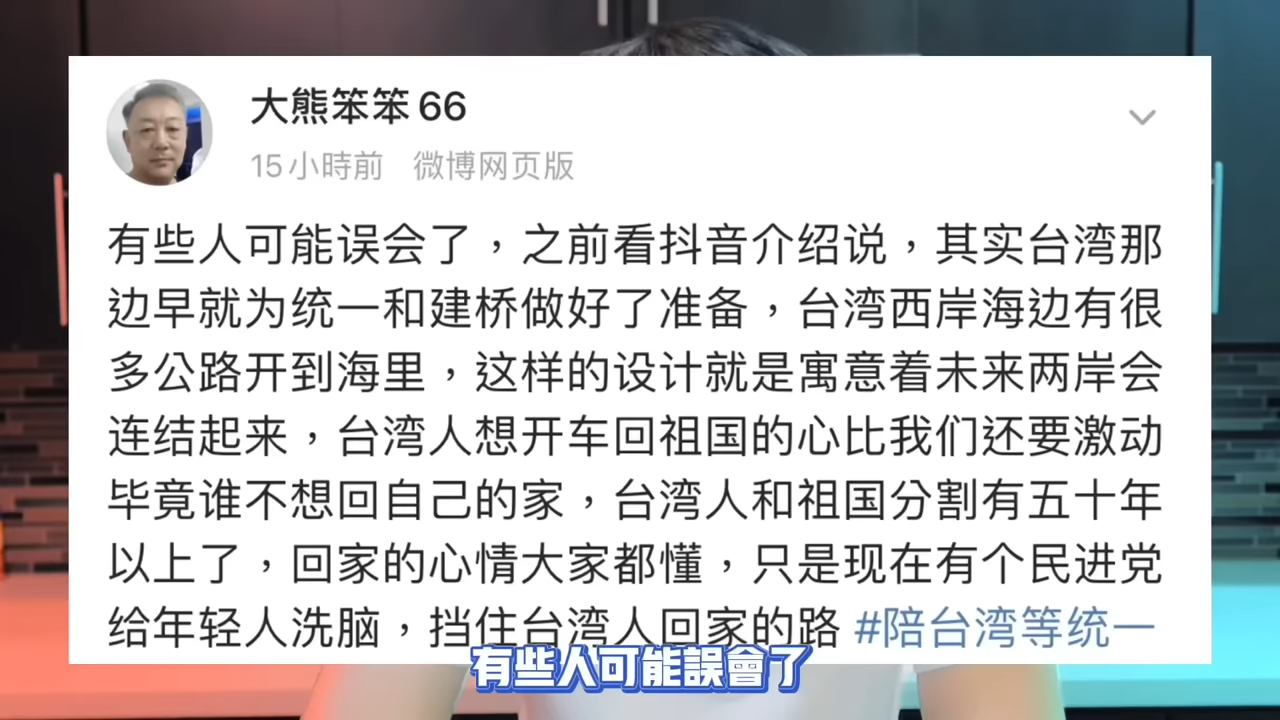 大熊笨笨66
15小時前 微博网页版
有些人可能误会了，之前看抖音介绍说，其实台湾那
边早就为统一和建桥做好了准备，台湾西岸海边有很
多公路开到海里，这样的设计就是寓意着未来两岸会
连结起来，台湾人想开车回祖国的心比我们还要激动
毕竟谁不想回自己的家，台湾人和祖国分割有五十年
以上了，回家的心情大家都懂，只是现在有个民进党
给年轻人洗脑，挡住台湾人回家的路 #陪台湾等统一
有些人可能誤會了